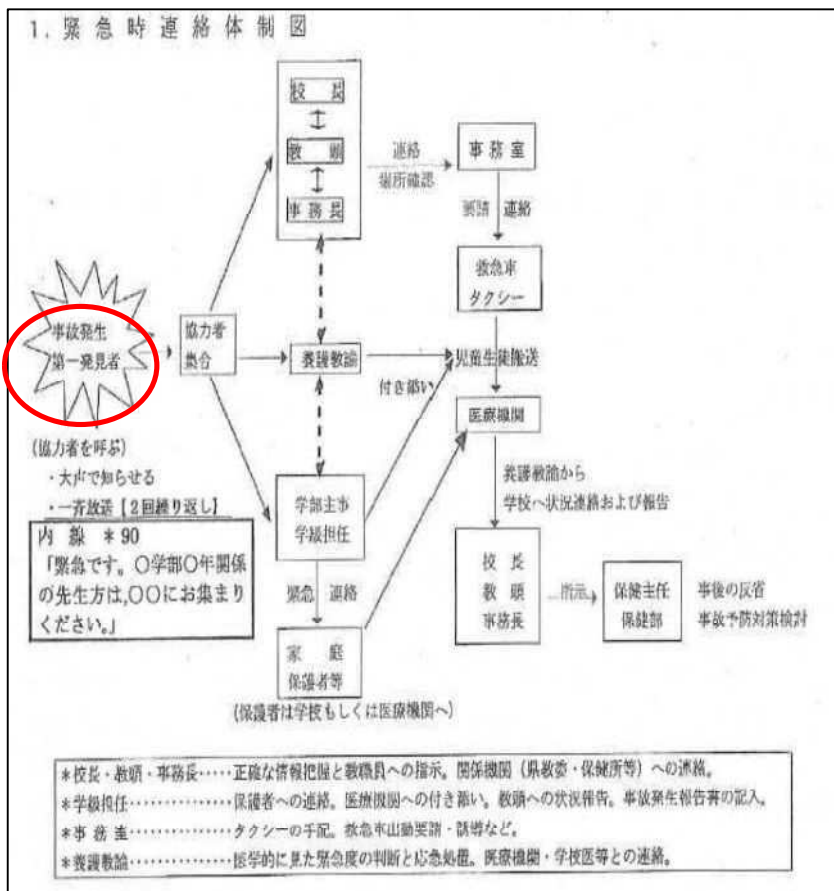 1. 緊急時連絡体制図
校長
教頭
事務長
連絡
場所確認
事務室
要請 連絡
救急車
タクシー
事故発生
第一発見者
協力者
集合
養護教諭
児童生徒搬送
付き添い
医療機関
(協力者を呼ぶ)
・大声で知らせる
・一斉放送【2回繰り返し】
内線 *90
「緊急です。〇学部〇年関係
の先生方は,〇〇にお集まり
ください。」
学部主事
学級担任
養護教諭から
学校へ状況連絡および報告
緊急 連絡
校長
教頭
事務長
指示
保健主任
保健部
事後の反省
事故予防対策検討
家庭
保護者等
(保護者は学校もしくは医療機関へ)
*校長・教頭・事務長……正確な情報把握と教職員への指示。関係機関(県教委・保健所等)への連絡。
*学級担任……………保護者への連絡。医療機関への付き添い。教頭への状況報告。事故発生報告書の記入。
*事務室……………タクシーの手配。救急車出動要請・誘導など。
*養護教諭……………医学的に見た緊急度の判断と応急処置。医療機関・学校医等との連絡。